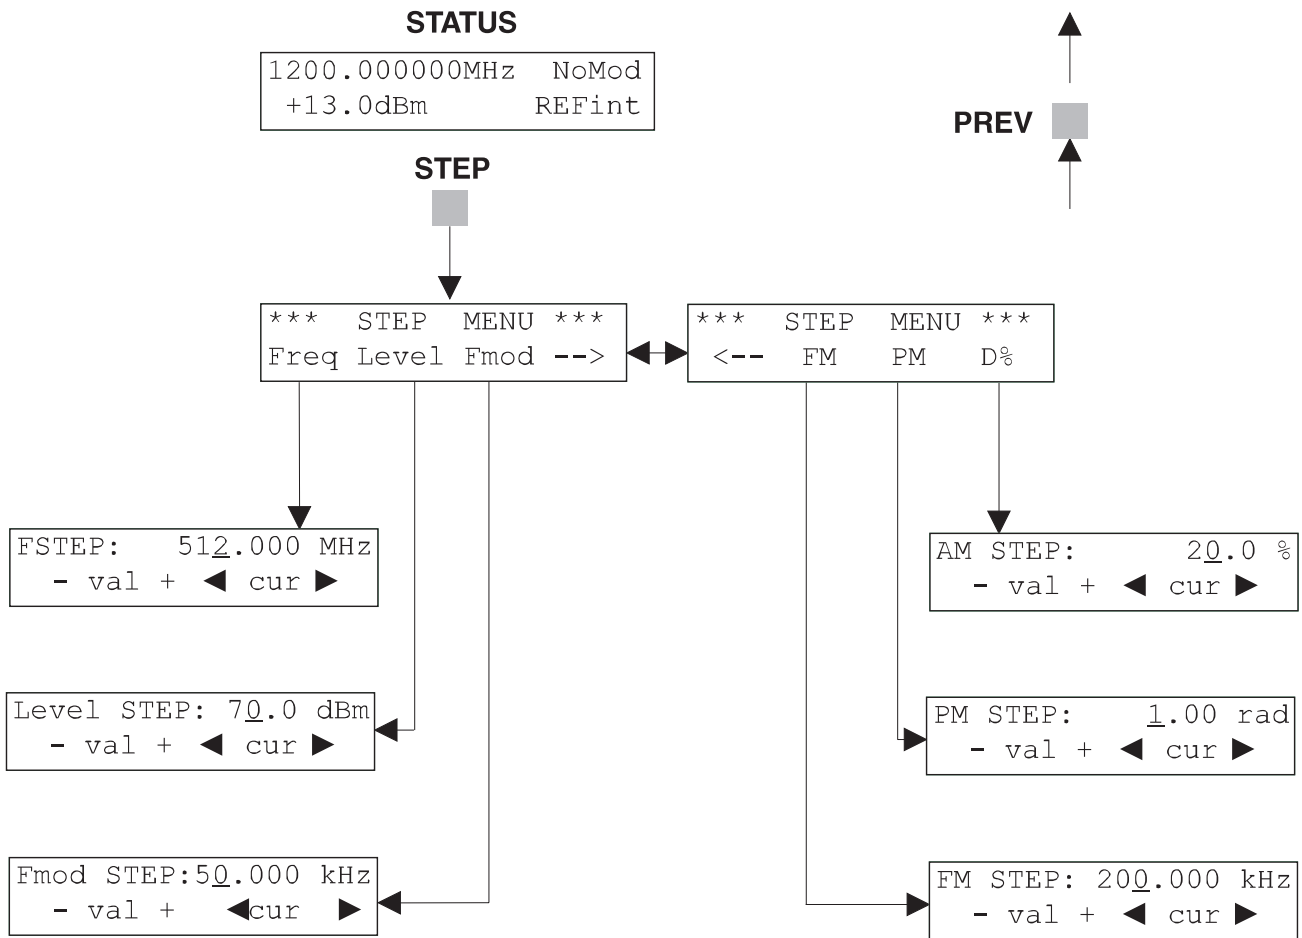 STATUS
1200.000000MHz NoMod
+13.0dBm REFint
PREV
STEP
*** STEP MENU ***
Freq Level Fmod -->
*** STEP MENU ***
<-- FM PM D%
FSTEP: 512.000 MHz
- val + ◀ cur ▶
AM STEP: 20.0 %
- val + ◀ cur ▶
Level STEP: 70.0 dBm
- val + ◀ cur ▶
PM STEP: 1.00 rad
- val + ◀ cur ▶
Fmod STEP:50.000 kHz
- val + ◀cur ▶
FM STEP: 200.000 kHz
- val + ◀ cur ▶